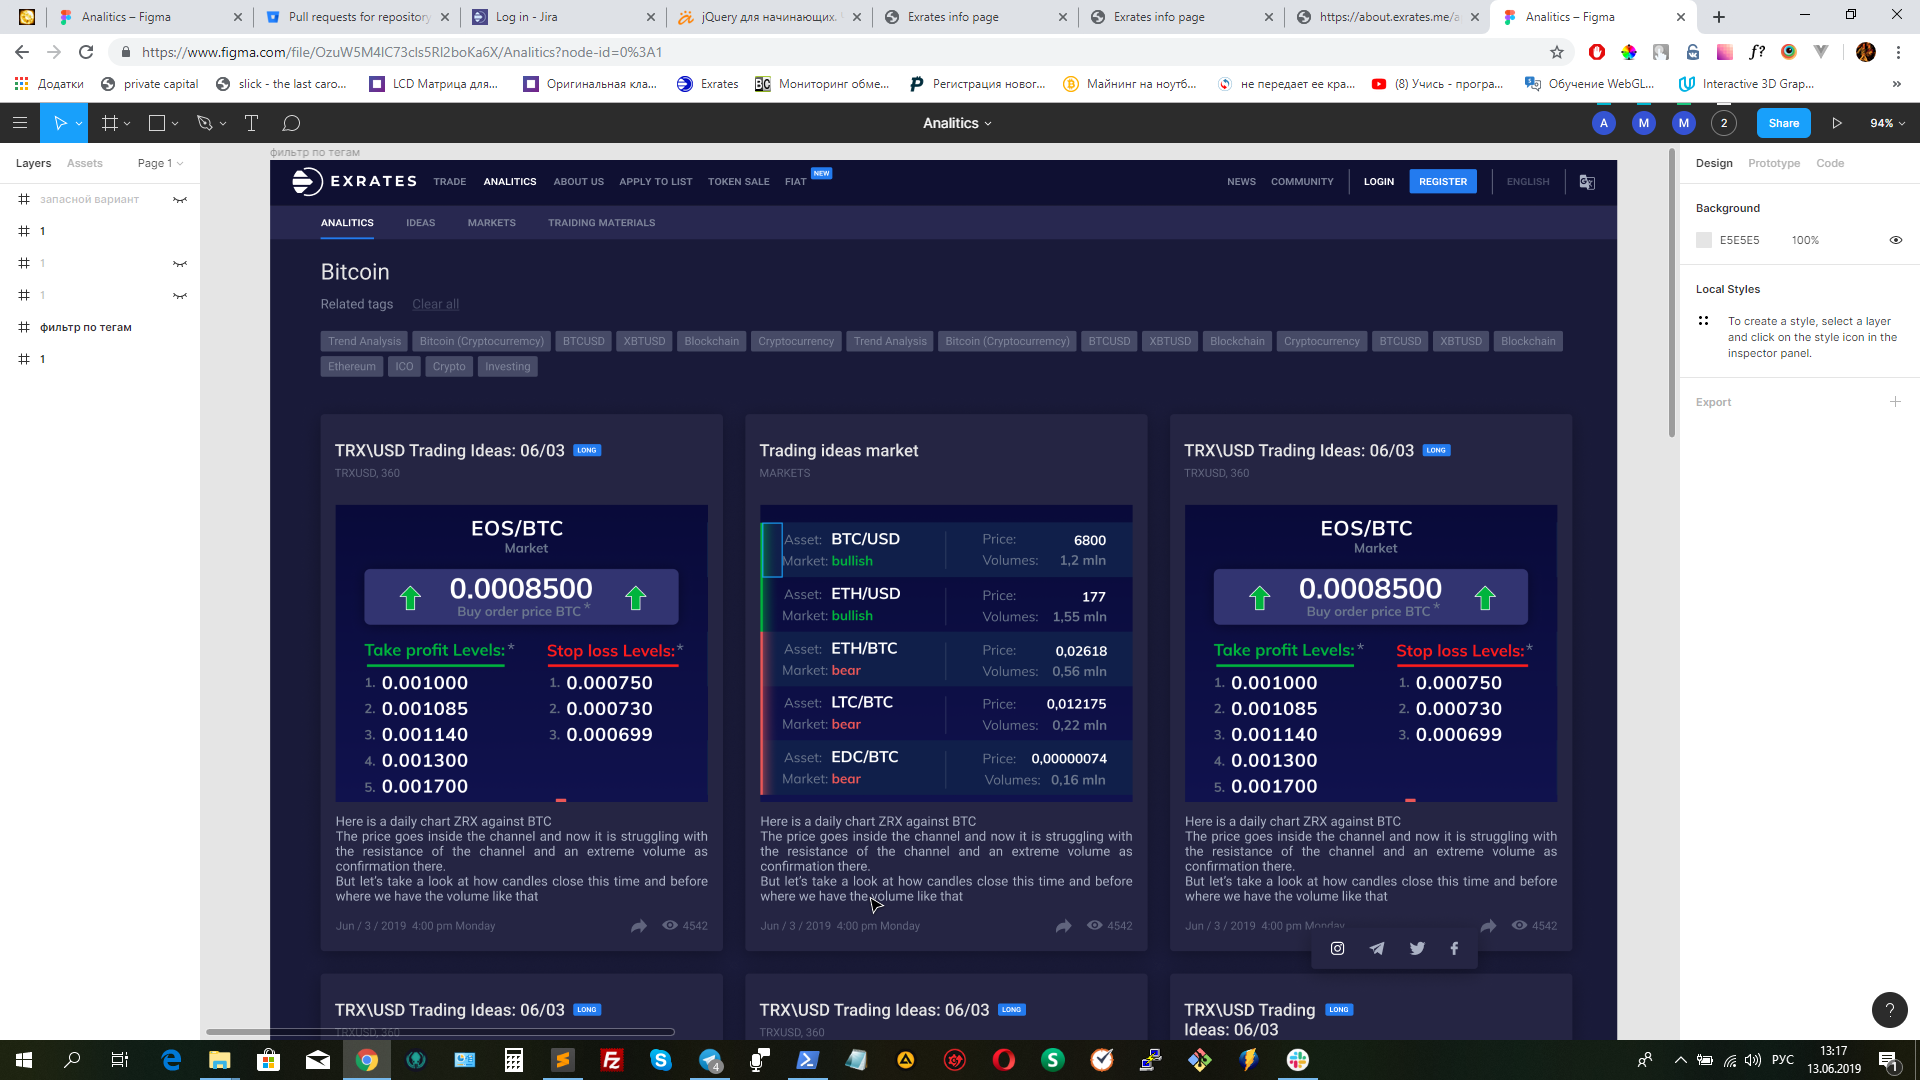 Analitics – Figma
Pull requests for repository
Log in - Jira
jQuery для начинающих.
Exrates info page
Exrates info page
https://about.exrates.me/a
Analitics – Figma
https://www.figma.com/file/OzuW5M4lC73cls5Rl2boKa6X/Analitics?node-id=0%3A1
Додатки
private capital
slick - the last caro...
LCD Матрица для...
Оригинальная кла...
Exrates
Мониторинг обме...
Регистрация новог...
Майнинг на ноутб...
не передает ее кра...
(8) Учись - програ...
Обучение WebGL...
Interactive 3D Grap...
Analitics
A
M
M
2
Share
94%
Layers
Assets
Page 1
запасной вариант
1
1
1
фильтр по тегам
1
фильтр по тегам
EXRATES
TRADE
ANALITICS
ABOUT US
APPLY TO LIST
TOKEN SALE
FIAT
NEW
NEWS
COMMUNITY
LOGIN
REGISTER
ENGLISH
ANALITICS
IDEAS
MARKETS
TRAIDING MATERIALS
Bitcoin
Related tags
Clear all
Trend Analysis
Bitcoin (Cryptocurremcy)
BTCUSD
XBTUSD
Blockchain
Cryptocurrency
Trend Analysis
Bitcoin (Cryptocurremcy)
BTCUSD
XBTUSD
Blockchain
Cryptocurrency
BTCUSD
XBTUSD
Blockchain
Ethereum
ICO
Crypto
Investing
TRX\USD Trading Ideas: 06/03
LONG
TRXUSD, 360
EOS/BTC
Market
0.0008500
Buy order price BTC *
Take profit Levels:*
Stop loss Levels:*
1. 0.001000
1. 0.000750
2. 0.001085
2. 0.000730
3. 0.001140
3. 0.000699
4. 0.001300
5. 0.001700
Here is a daily chart ZRX against BTC
The price goes inside the channel and now it is struggling with
the resistance of the channel and an extreme volume as
confirmation there.
But let's take a look at how candles close this time and before
where we have the volume like that
Jun / 3 / 2019 4:00 pm Monday
4542
Trading ideas market
MARKETS
Asset: BTC/USD
Price: 6800
Market: bullish
Volumes: 1,2 mln
Asset: ETH/USD
Price: 177
Market: bullish
Volumes: 1,55 mln
Asset: ETH/BTC
Price: 0,02618
Market: bear
Volumes: 0,56 mln
Asset: LTC/BTC
Price: 0,012175
Market: bear
Volumes: 0,22 mln
Asset: EDC/BTC
Price: 0,00000074
Market: bear
Volumes: 0,16 mln
Here is a daily chart ZRX against BTC
The price goes inside the channel and now it is struggling with
the resistance of the channel and an extreme volume as
confirmation there.
But let's take a look at how candles close this time and before
where we have the volume like that
Jun / 3 / 2019 4:00 pm Monday
4542
TRX\USD Trading Ideas: 06/03
LONG
TRXUSD, 360
EOS/BTC
Market
0.0008500
Buy order price BTC *
Take profit Levels:*
Stop loss Levels:*
1. 0.001000
1. 0.000750
2. 0.001085
2. 0.000730
3. 0.001140
3. 0.000699
4. 0.001300
5. 0.001700
Here is a daily chart ZRX against BTC
The price goes inside the channel and now it is struggling with
the resistance of the channel and an extreme volume as
confirmation there.
But let's take a look at how candles close this time and before
where we have the volume like that
Jun / 3 / 2019 4:00 pm Monday
4542
TRX\USD Trading Ideas: 06/03
LONG
TRXUSD, 360
TRX\USD Trading Ideas: 06/03
LONG
TRXUSD, 360
TRX\USD Trading
Ideas: 06/03
LONG
Design
Prototype
Code
Background
E5E5E5
100%
Local Styles
To create a style, select a layer
and click on the style icon in the
inspector panel.
Export
?
4
РУС
13:17
13.06.2019
1